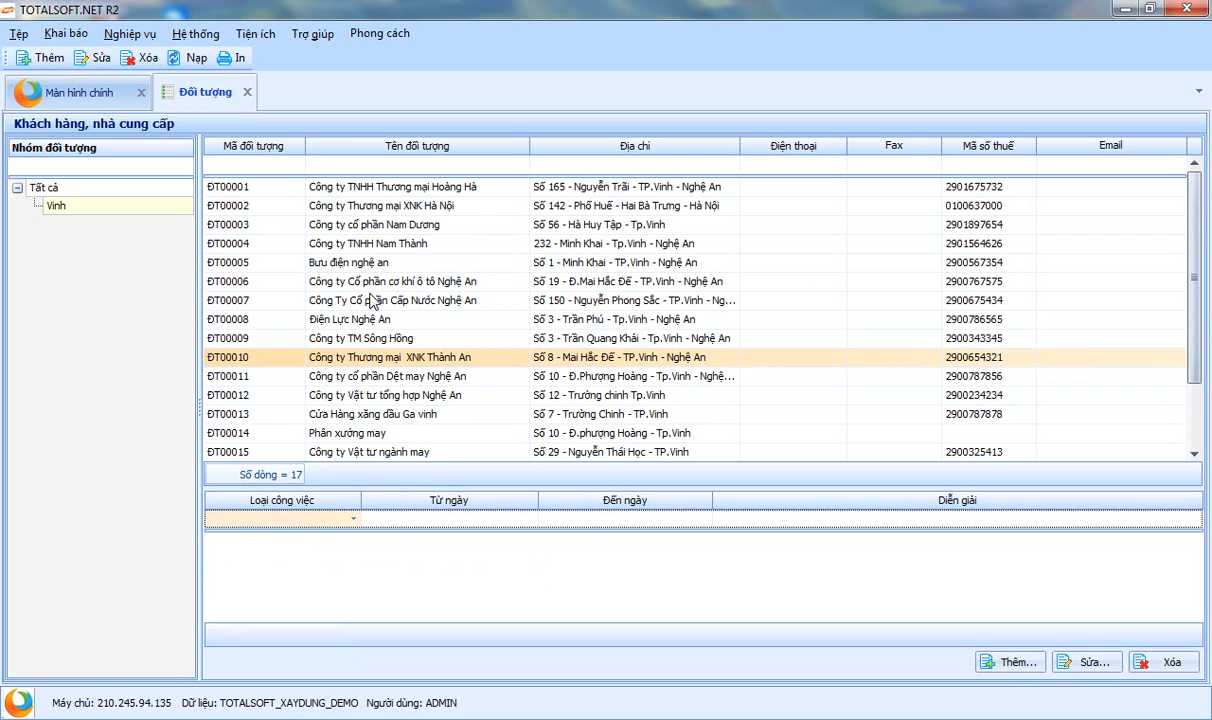 TOTALSOFT.NET R2
Tệp Khai báo Nghiệp vụ Hệ thống Tiện ích Trợ giúp Phong cách
Thêm Sửa Xóa Nạp In
Màn hình chính Đối tượng
Khách hàng, nhà cung cấp
Nhóm đối tượng
Tất cả
Vinh
Mã đối tượng Tên đối tượng Địa chỉ Điện thoại Fax Mã số thuế Email
ĐT00001 Công ty TNHH Thương mại Hoàng Hà Số 165 - Nguyễn Trãi - TP.Vinh - Nghệ An 2901675732
ĐT00002 Công ty Thương mại XNK Hà Nội Số 142 - Phố Huế - Hai Bà Trưng - Hà Nội 0100637000
ĐT00003 Công ty cổ phần Nam Dương Số 56 - Hà Huy Tập - Tp.Vinh 2901897654
ĐT00004 Công ty TNHH Nam Thành 232 - Minh Khai - Tp.Vinh - Nghệ An 2901564626
ĐT00005 Bưu điện nghệ an Số 1 - Minh Khai - TP.Vinh - Nghệ An 2900567354
ĐT00006 Công ty Cổ phần cơ khí ô tô Nghệ An Số 19 - Đ.Mai Hắc Đế - TP.Vinh - Nghệ An 2900767575
ĐT00007 Công Ty Cổ phần Cấp Nước Nghệ An Số 150 - Nguyễn Phong Sắc - TP.Vinh - Ng... 2900675434
ĐT00008 Điện Lực Nghệ An Số 3 - Trần Phú - Tp.Vinh - Nghệ An 2900786565
ĐT00009 Công ty TM Sông Hồng Số 3 - Trần Quang Khải - TP.Vinh - Nghệ An 2900343345
ĐT00010 Công ty Thương mại XNK Thành An Số 8 - Mai Hắc Đế - TP.Vinh - Nghệ An 2900654321
ĐT00011 Công ty cổ phần Dệt may Nghệ An Số 10 - Đ.Phượng Hoàng - Tp.Vinh - Nghệ... 2900787856
ĐT00012 Công ty Vật tư tổng hợp Nghệ An Số 12 - Trường chinh Tp.Vinh 2900234234
ĐT00013 Cửa Hàng xăng dầu Ga vinh Số 7 - Trường Chinh - TP.Vinh 2900787878
ĐT00014 Phân xưởng may Số 10 - Đ.phượng Hoàng - Tp.Vinh
ĐT00015 Công ty Vật tư ngành may Số 29 - Nguyễn Thái Học - TP.Vinh 2900325413
Số dòng = 17
Loại công việc Từ ngày Đến ngày Diễn giải
Thêm... Sửa... Xóa
Máy chủ: 210.245.94.135 Dữ liệu: TOTALSOFT_XAYDUNG_DEMO Người dùng: ADMIN